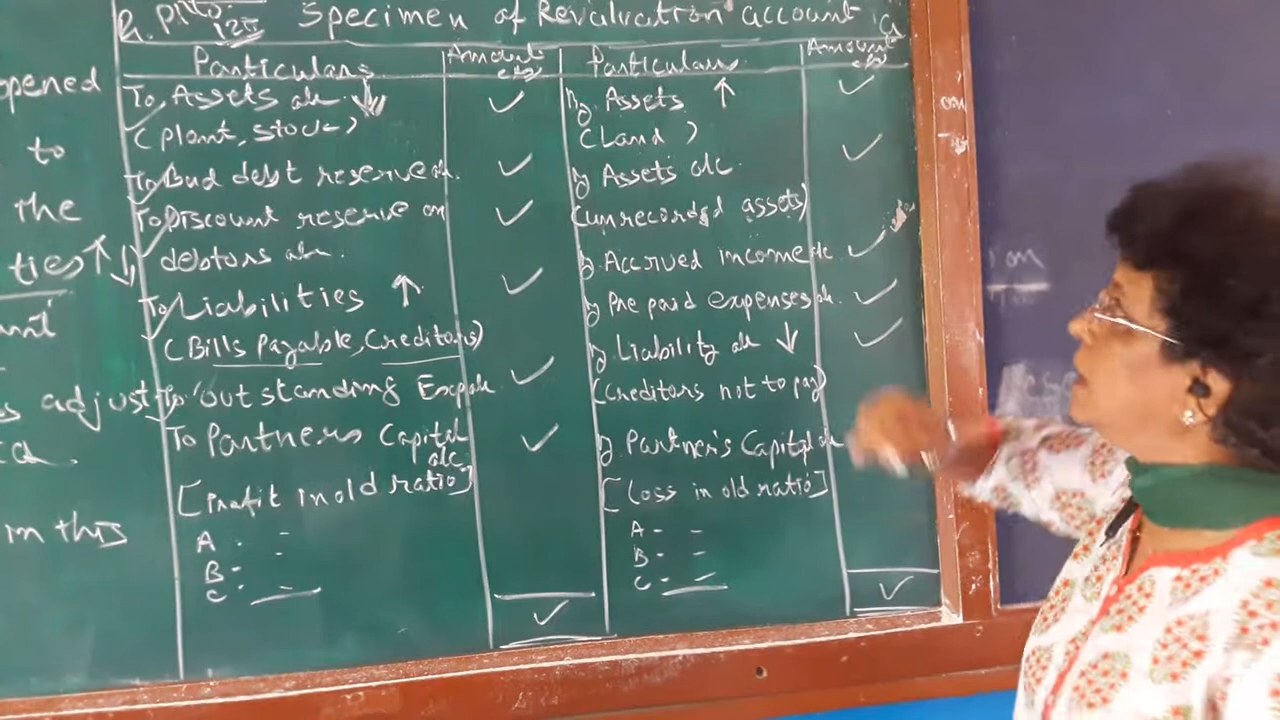 Specimen of Revaluation account Cr
Particulars Amount Particulars Amount
opened
to
the
ties ↑↓
adjust
in this
To Assets a/c ↓
(Plant, stock)
To Bad debt reserve a/c.
To Discount reserve on
debtors a/c.
To Liabilities ↑
(Bills Payable, Creditors)
To outstanding
To Partners Capital
a/c
[Profit in old ratio]
A - -
B -
C - -
By Assets ↑
(Land)
By Assets a/c
(unrecorded assets)
By Accrued income a/c
By Pre paid expenses a/c.
By Liability a/c ↓
(creditors not to pay)
By Partner's Capital a/c
[Loss in old ratio]
A - -
B - -
C - -